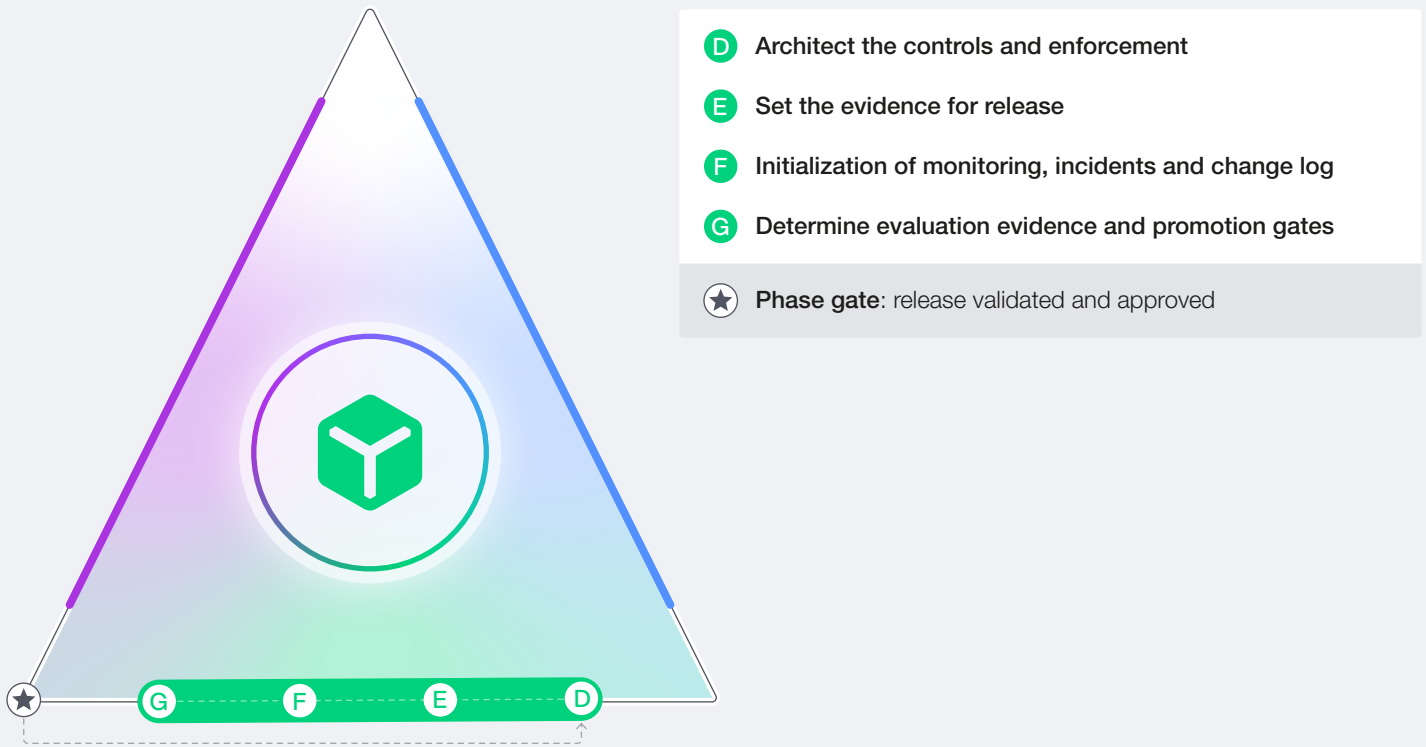 D Architect the controls and enforcement
E Set the evidence for release
F Initialization of monitoring, incidents and change log
G Determine evaluation evidence and promotion gates
Phase gate: release validated and approved
G F E D